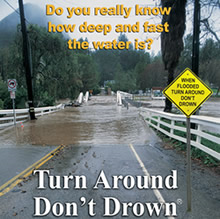 Do you really know
how deep and fast
the water is?
WHEN
FLOODED
TURN AROUND
DON'T
DROWN
Turn Around
Don't Drown®